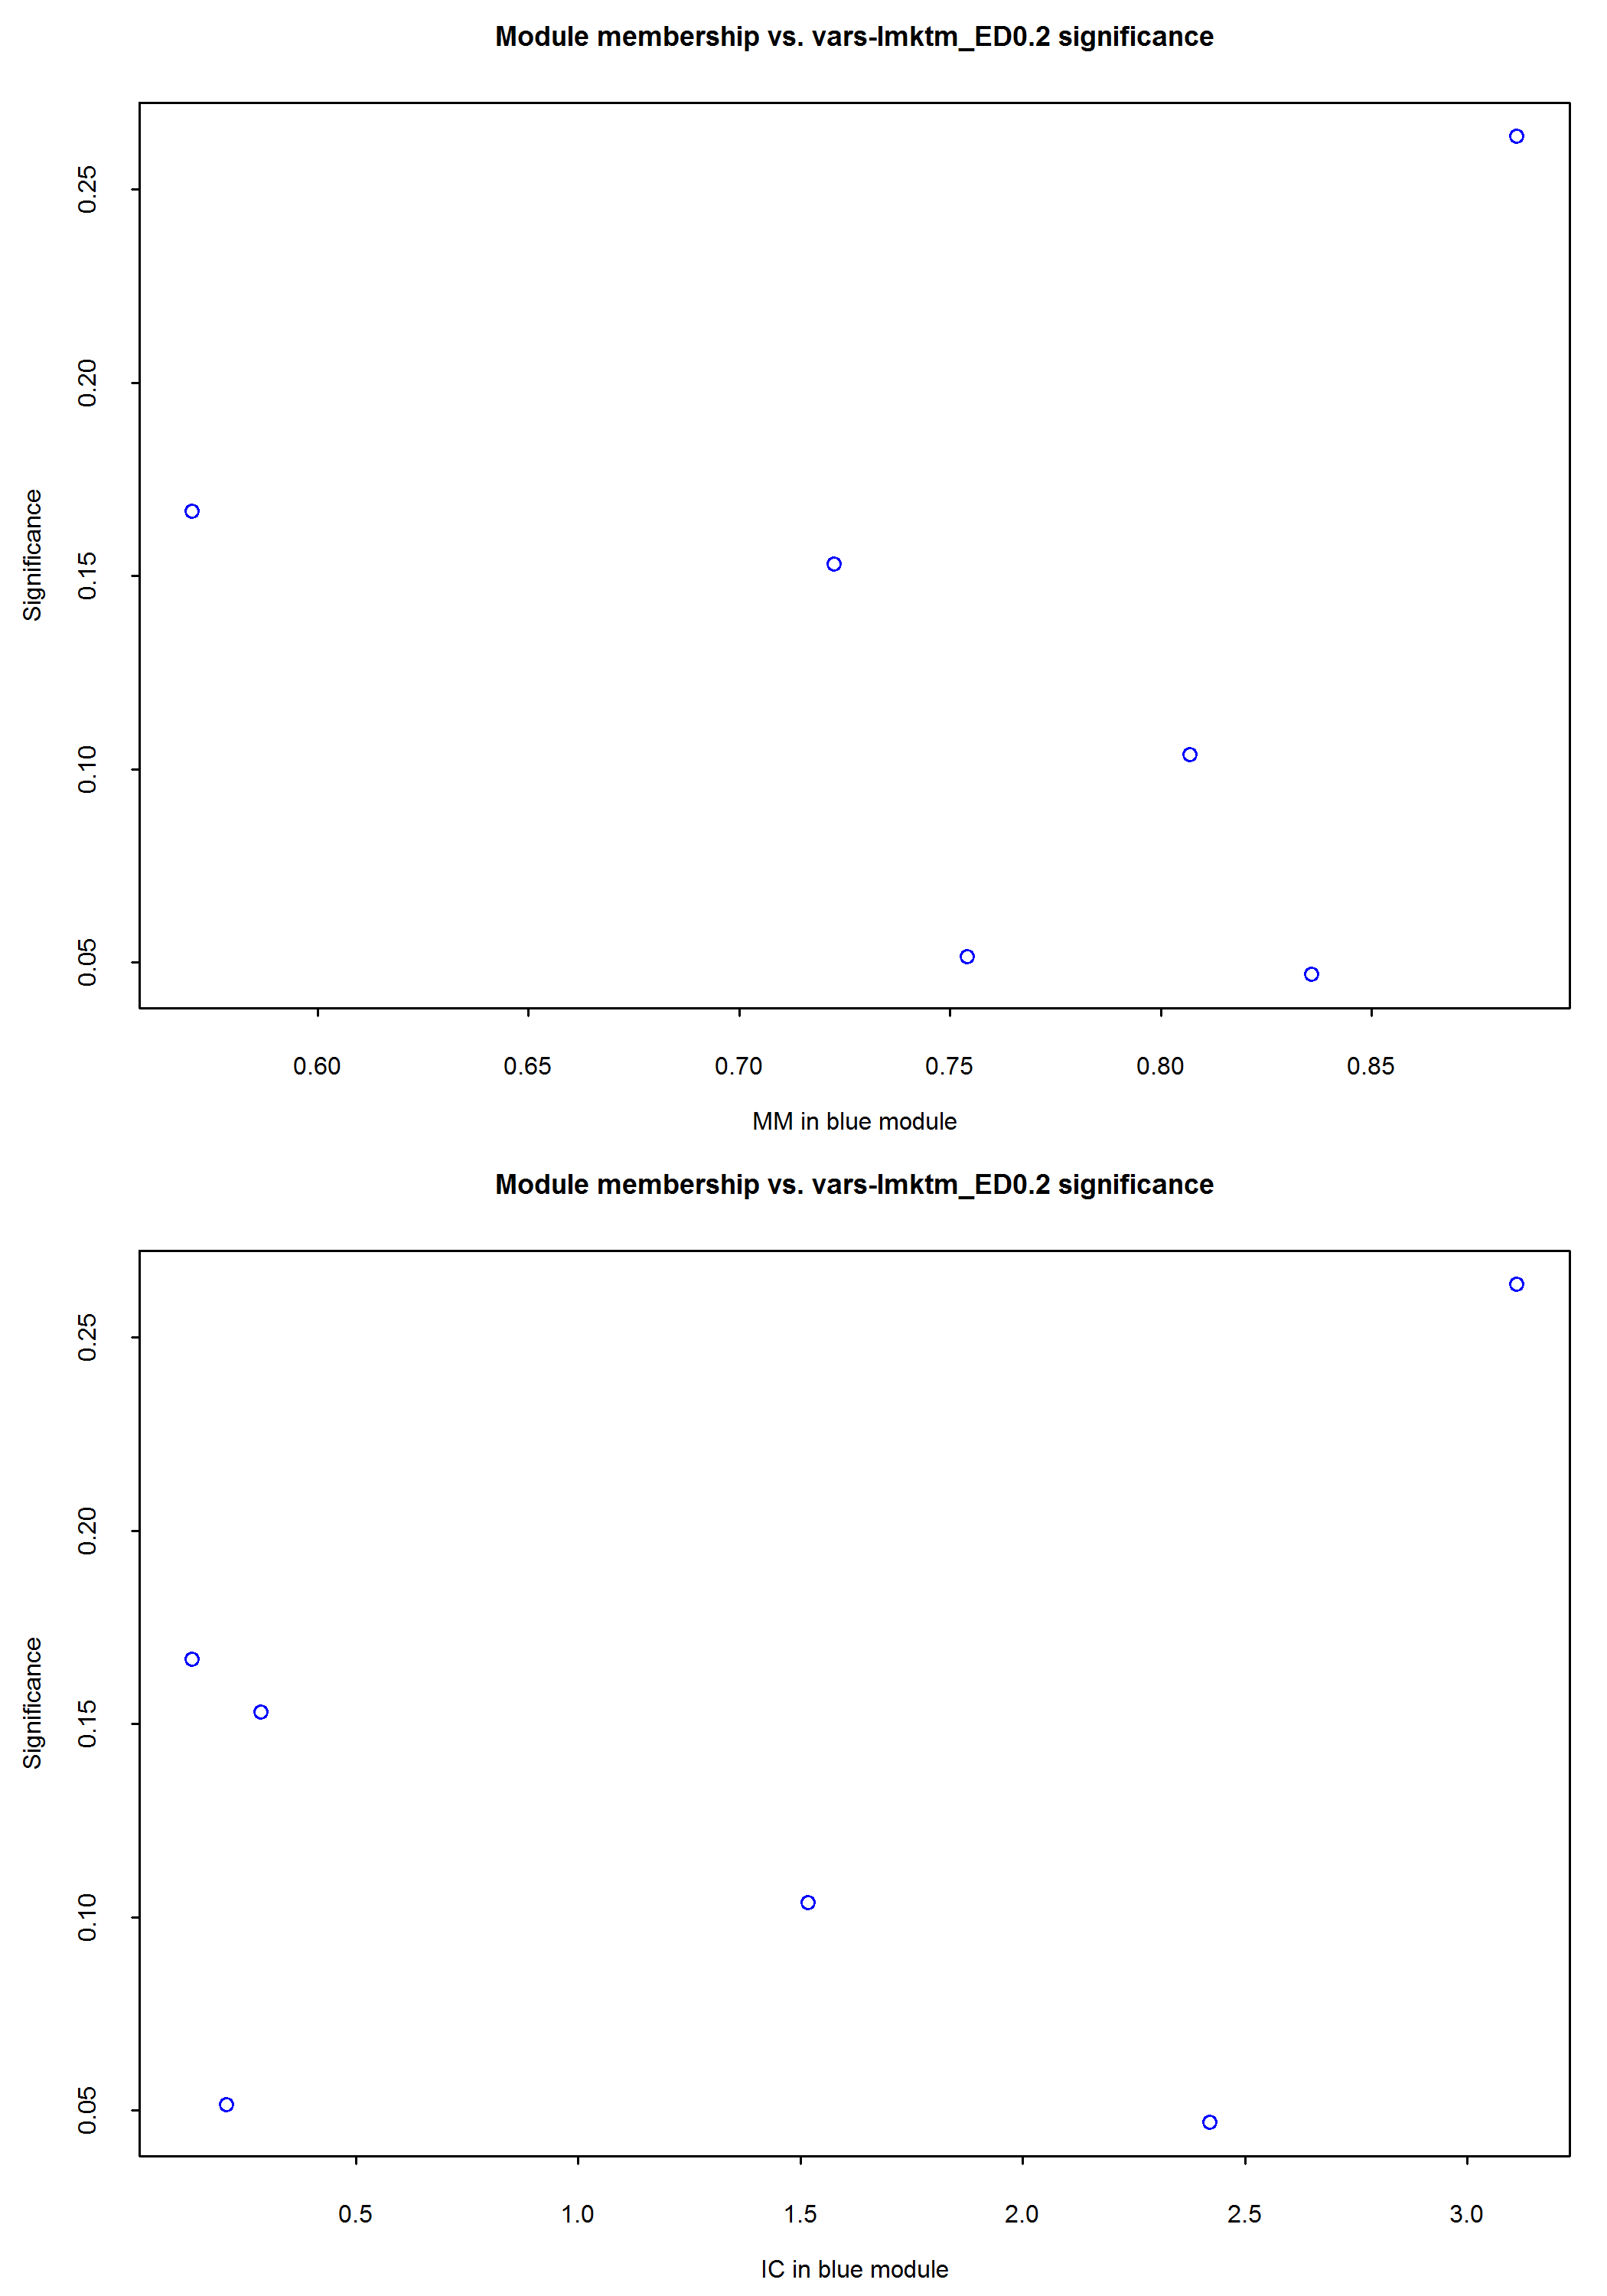 Module membership vs. vars-lmktm_ED0.2 significance
0.25
0.20
0.15
0.10
0.05
Significance
0.60 0.65 0.70 0.75 0.80 0.85
MM in blue module
Module membership vs. vars-lmktm_ED0.2 significance
0.25
0.20
0.15
0.10
0.05
Significance
0.5 1.0 1.5 2.0 2.5 3.0
IC in blue module